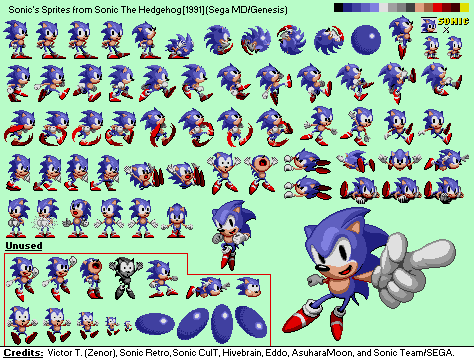 Sonic's Sprites from Sonic The Hedgehog[1991](Sega MD/Genesis)
SONIC
X
Unused
Credits: Victor T. (Zenor), Sonic Retro, Sonic CulT, Hivebrain, Eddo, AsuharaMoon, and Sonic Team/SEGA.